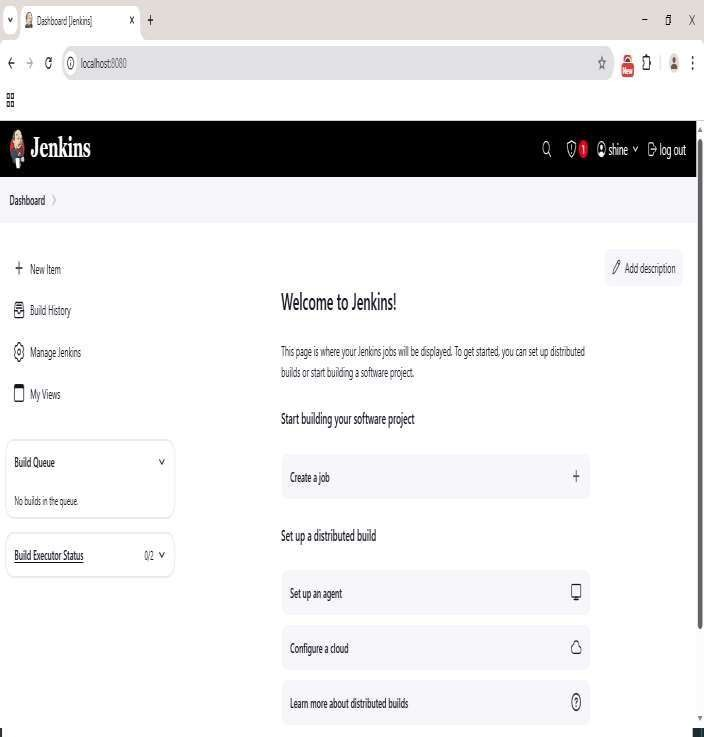 Dashboard [Jenkins]
localhost:8080
New
Jenkins
1 shine log out
Dashboard
New Item
Build History
Manage Jenkins
My Views
Build Queue
No builds in the queue.
Build Executor Status 0/2
Add description
Welcome to Jenkins!
This page is where your Jenkins jobs will be displayed. To get started, you can set up distributed
builds or start building a software project.
Start building your software project
Create a job
Set up a distributed build
Set up an agent
Configure a cloud
Learn more about distributed builds